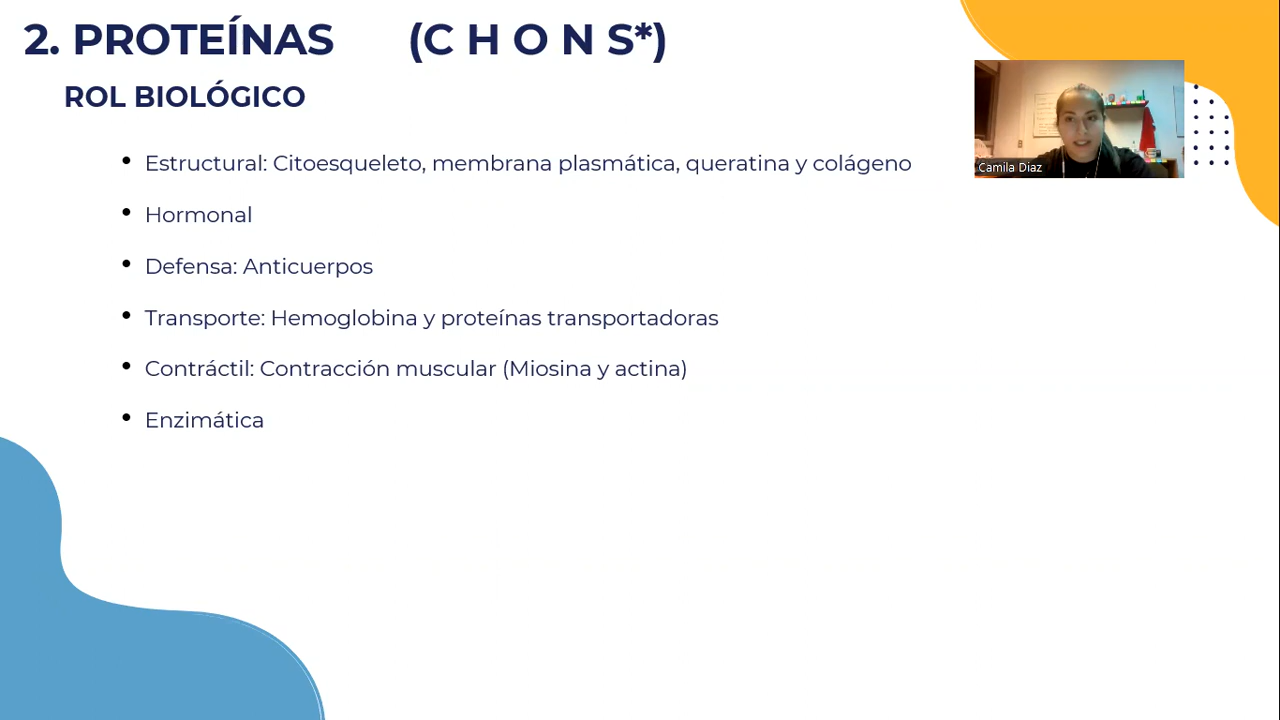 2. PROTEÍNAS (C H O N S*)
ROL BIOLÓGICO
• Estructural: Citoesqueleto, membrana plasmática, queratina y colágeno
• Hormonal
• Defensa: Anticuerpos
• Transporte: Hemoglobina y proteínas transportadoras
• Contráctil: Contracción muscular (Miosina y actina)
• Enzimática
Camila Diaz